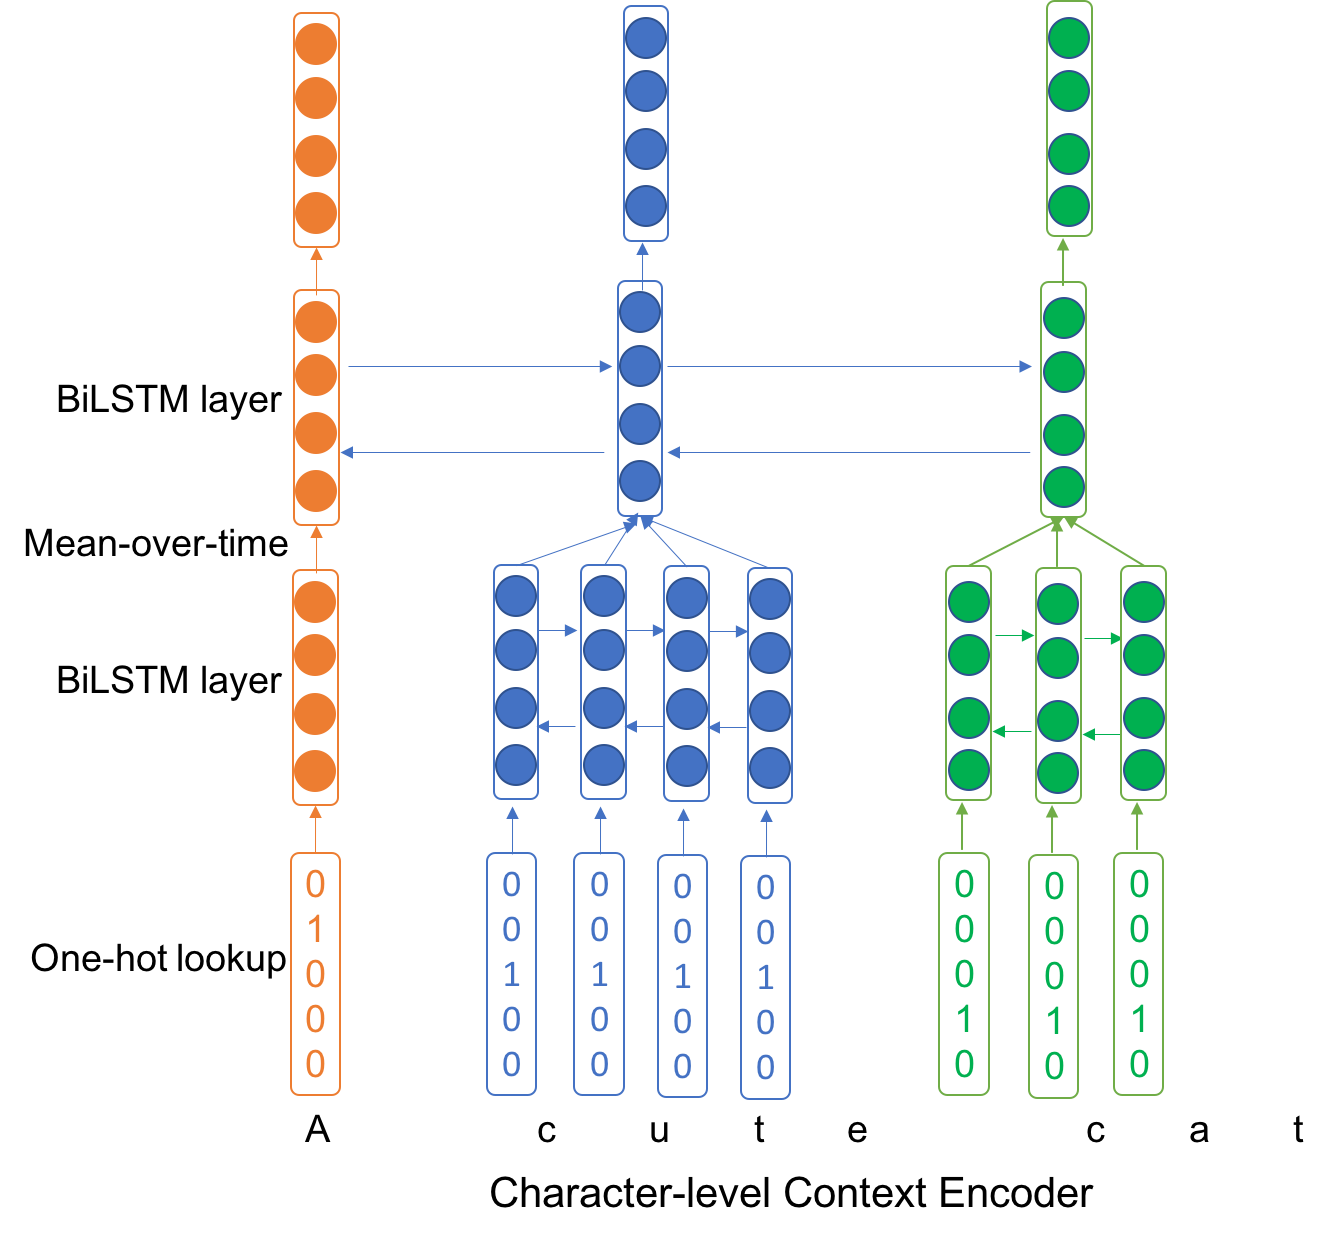 BiLSTM layer
Mean-over-time
BiLSTM layer
One-hot lookup
0 0 0 0 0 0 0 0
1 0 0 0 0 0 0 0
0 1 1 1 1 0 0 0
0 0 0 0 0 1 1 1
0 0 0 0 0 0 0 0
A c u t e c a t
Character-level Context Encoder